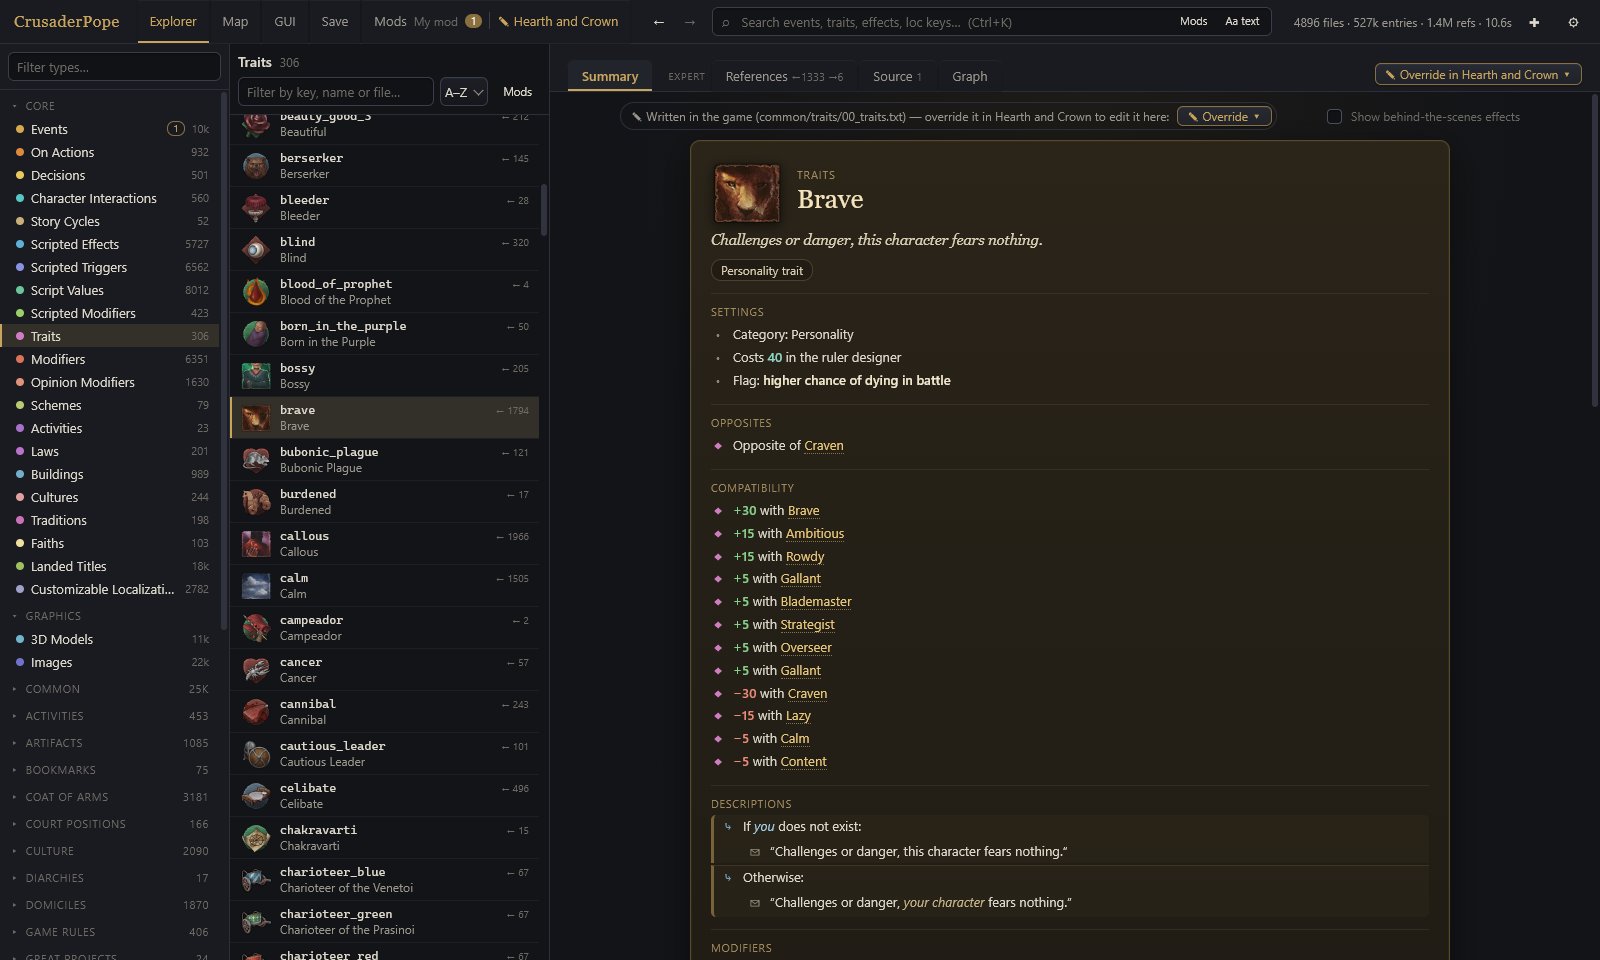 CrusaderPope
Explorer
Map
GUI
Save
Mods My mod 1
Hearth and Crown
← →
Search events, traits, effects, loc keys... (Ctrl+K)
Mods
Aa text
4896 files · 527k entries · 1.4M refs · 10.6s
Filter types...
CORE
Events 1 10k
On Actions 932
Decisions 501
Character Interactions 560
Story Cycles 52
Scripted Effects 5727
Scripted Triggers 6562
Script Values 8012
Scripted Modifiers 423
Traits 306
Modifiers 6351
Opinion Modifiers 1630
Schemes 79
Activities 23
Laws 201
Buildings 989
Cultures 244
Traditions 198
Faiths 103
Landed Titles 18k
Customizable Localizati... 2782
GRAPHICS
3D Models 11k
Images 22k
COMMON 25K
ACTIVITIES 453
ARTIFACTS 1085
BOOKMARKS 75
COAT OF ARMS 3181
COURT POSITIONS 166
CULTURE 2090
DIARCHIES 17
DOMICILES 1870
GAME RULES 406
GREAT PROJECTS 24
Traits 306
Filter by key, name or file...
A–Z
Mods
beauty_good_3 ← 212
Beautiful
berserker ← 145
Berserker
bleeder ← 28
Bleeder
blind ← 320
Blind
blood_of_prophet ← 4
Blood of the Prophet
born_in_the_purple ← 50
Born in the Purple
bossy ← 205
Bossy
brave ← 1794
Brave
bubonic_plague ← 121
Bubonic Plague
burdened ← 17
Burdened
callous ← 1966
Callous
calm ← 1505
Calm
campeador ← 2
Campeador
cancer ← 57
Cancer
cannibal ← 243
Cannibal
cautious_leader ← 101
Cautious Leader
celibate ← 496
Celibate
chakravarti ← 15
Chakravarti
charioteer_blue ← 67
Charioteer of the Venetoi
charioteer_green ← 67
Charioteer of the Prasinoi
charioteer_red ← 67
Summary
EXPERT
References ←1333 →6
Source 1
Graph
Override in Hearth and Crown
Written in the game (common/traits/00_traits.txt) — override it in Hearth and Crown to edit it here:
Override
Show behind-the-scenes effects
TRAITS
Brave
Challenges or danger, this character fears nothing.
Personality trait
SETTINGS
Category: Personality
Costs 40 in the ruler designer
Flag: higher chance of dying in battle
OPPOSITES
Opposite of Craven
COMPATIBILITY
+30 with Brave
+15 with Ambitious
+15 with Rowdy
+5 with Gallant
+5 with Blademaster
+5 with Strategist
+5 with Overseer
+5 with Gallant
−30 with Craven
−15 with Lazy
−5 with Calm
−5 with Content
DESCRIPTIONS
If you does not exist:
“Challenges or danger, this character fears nothing.”
Otherwise:
“Challenges or danger, your character fears nothing.”
MODIFIERS